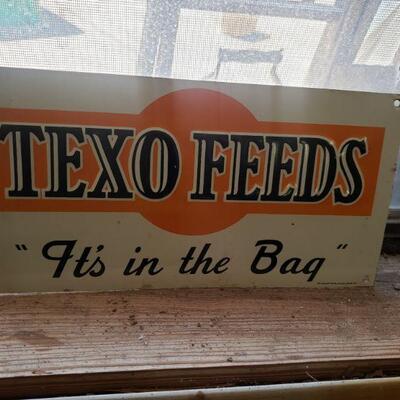 TEXO FEEDS
"It's in the Bag"